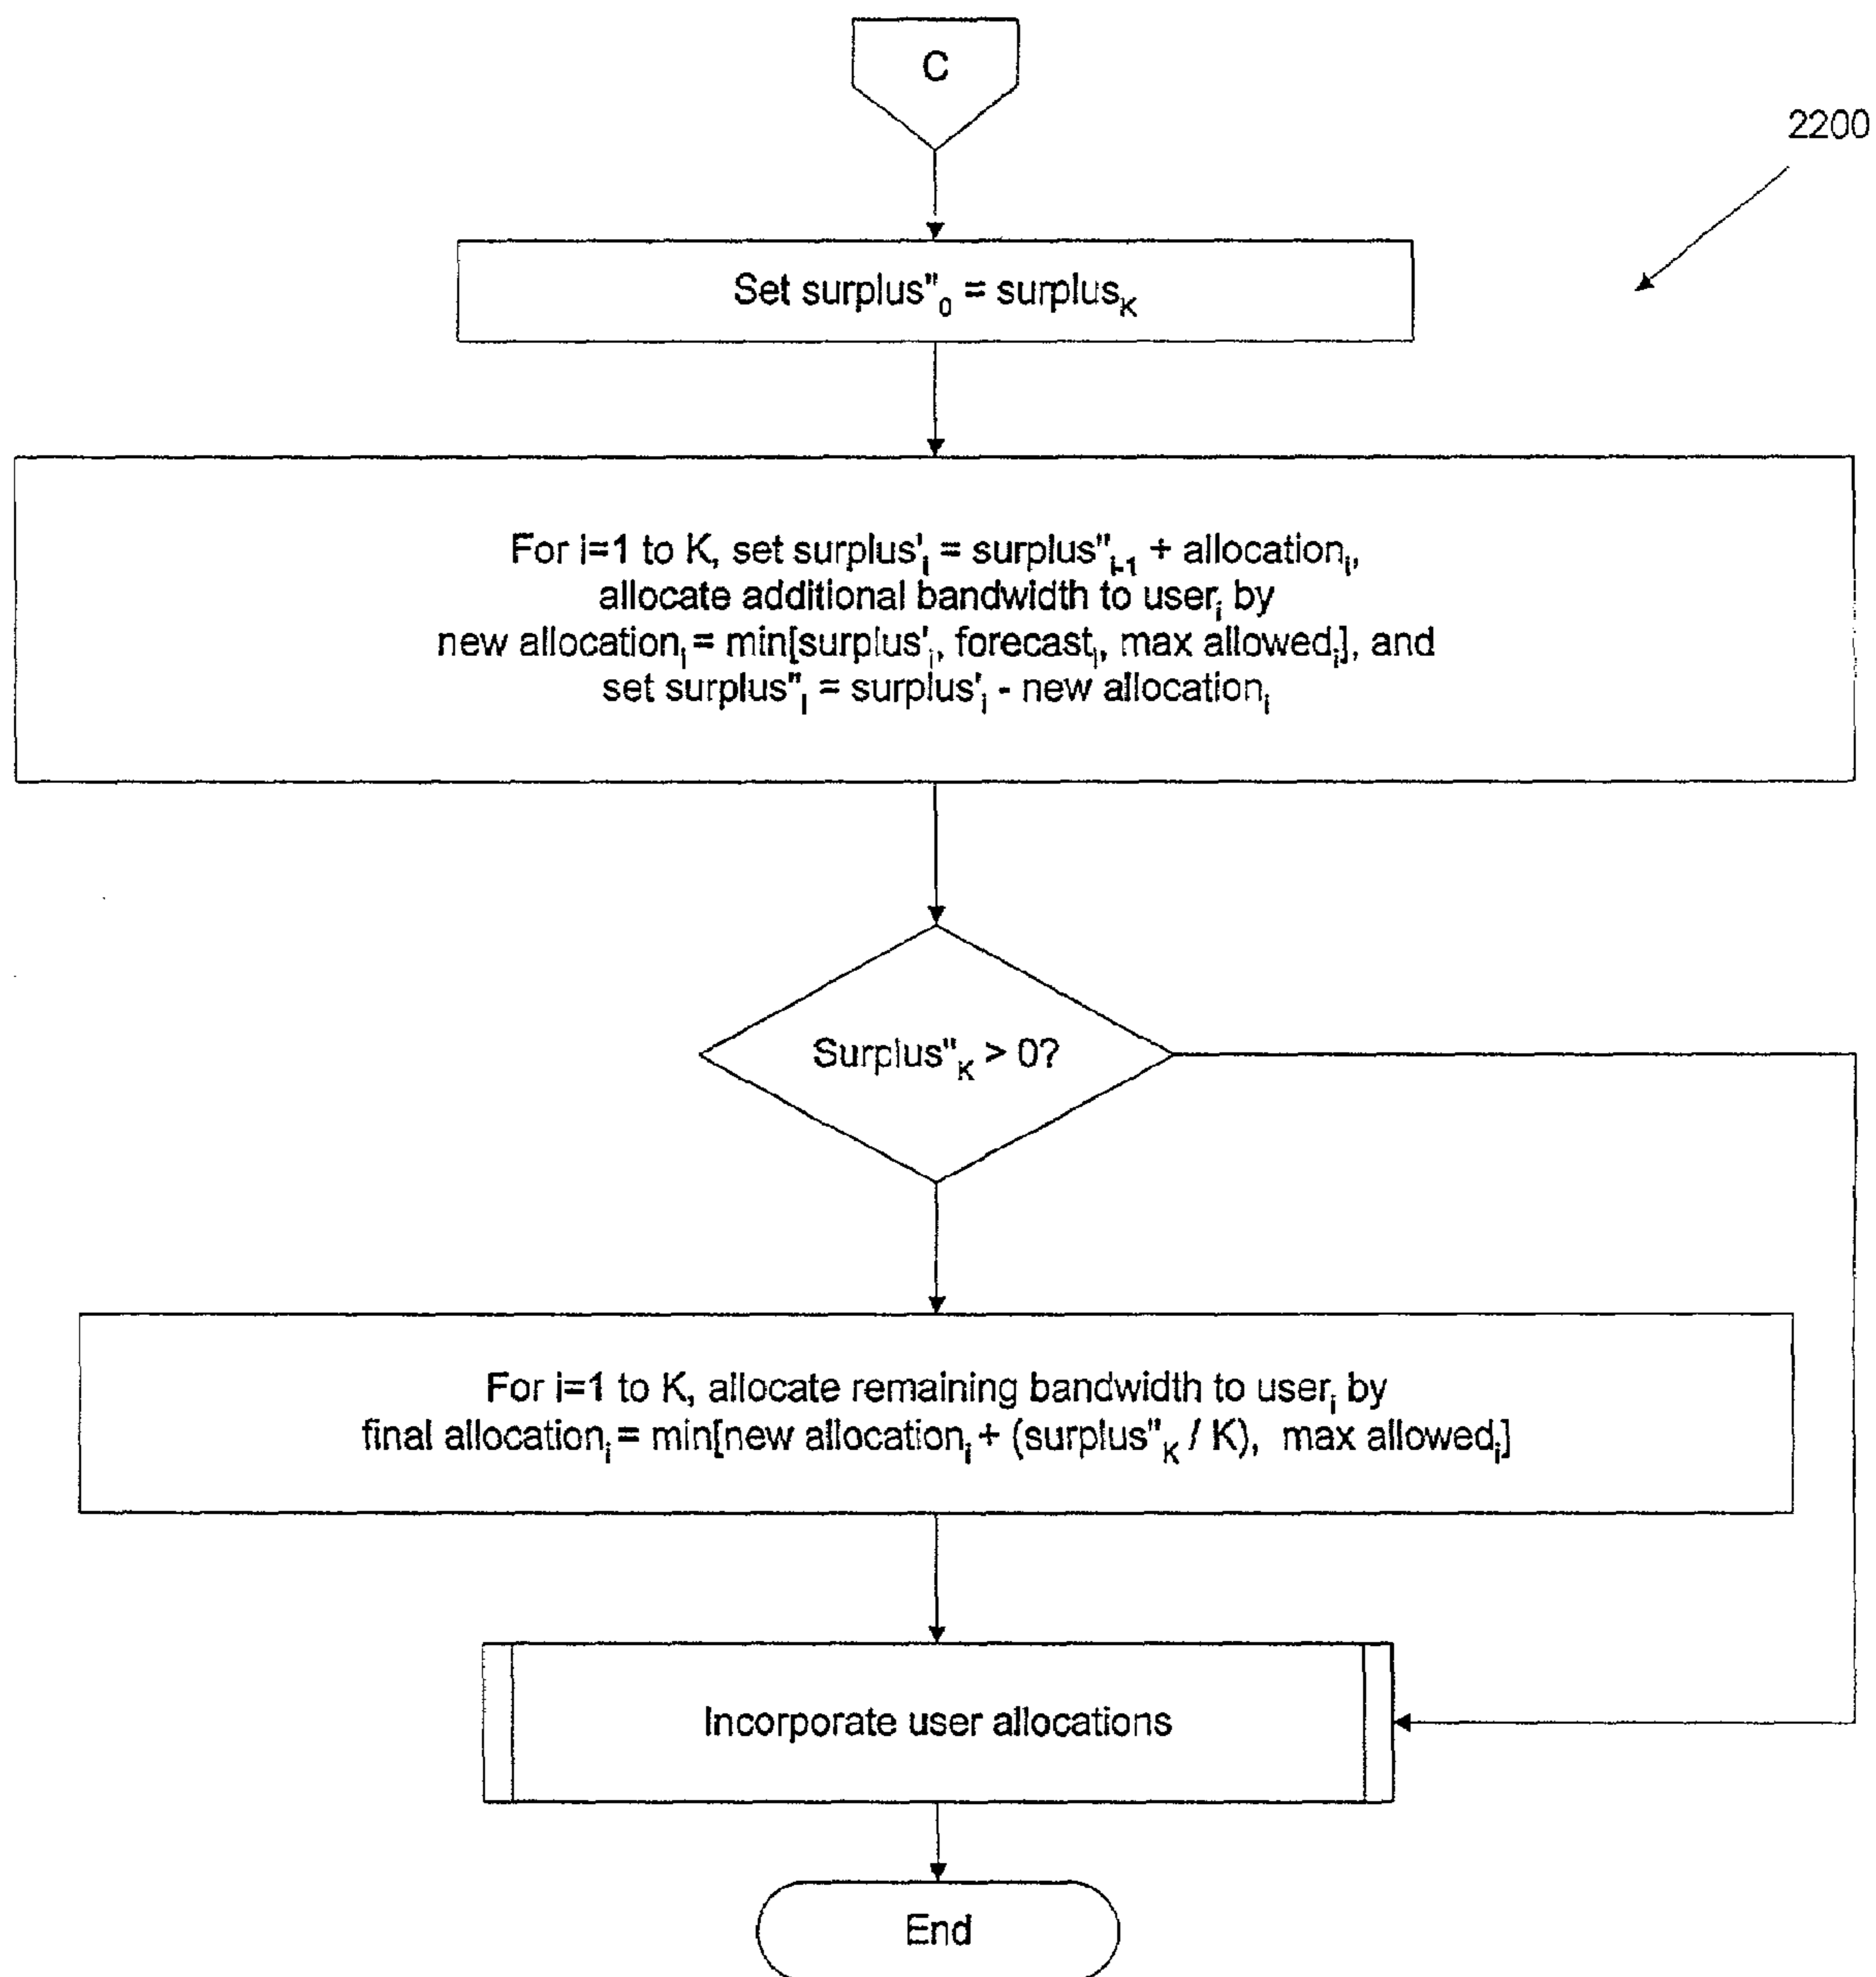 C
2200
Set surplus"₀ = surplusₖ
For i=1 to K, set surplus'ᵢ = surplus"ᵢ₋₁ + allocationᵢ,
allocate additional bandwidth to userᵢ by
new allocationᵢ = min[surplus'ᵢ, forecastᵢ, max allowedᵢ], and
set surplus"ᵢ = surplus'ᵢ - new allocationᵢ
Surplus"ₖ > 0?
For i=1 to K, allocate remaining bandwidth to userᵢ by
final allocationᵢ = min[new allocationᵢ + (surplus"ₖ / K), max allowedᵢ]
Incorporate user allocations
End